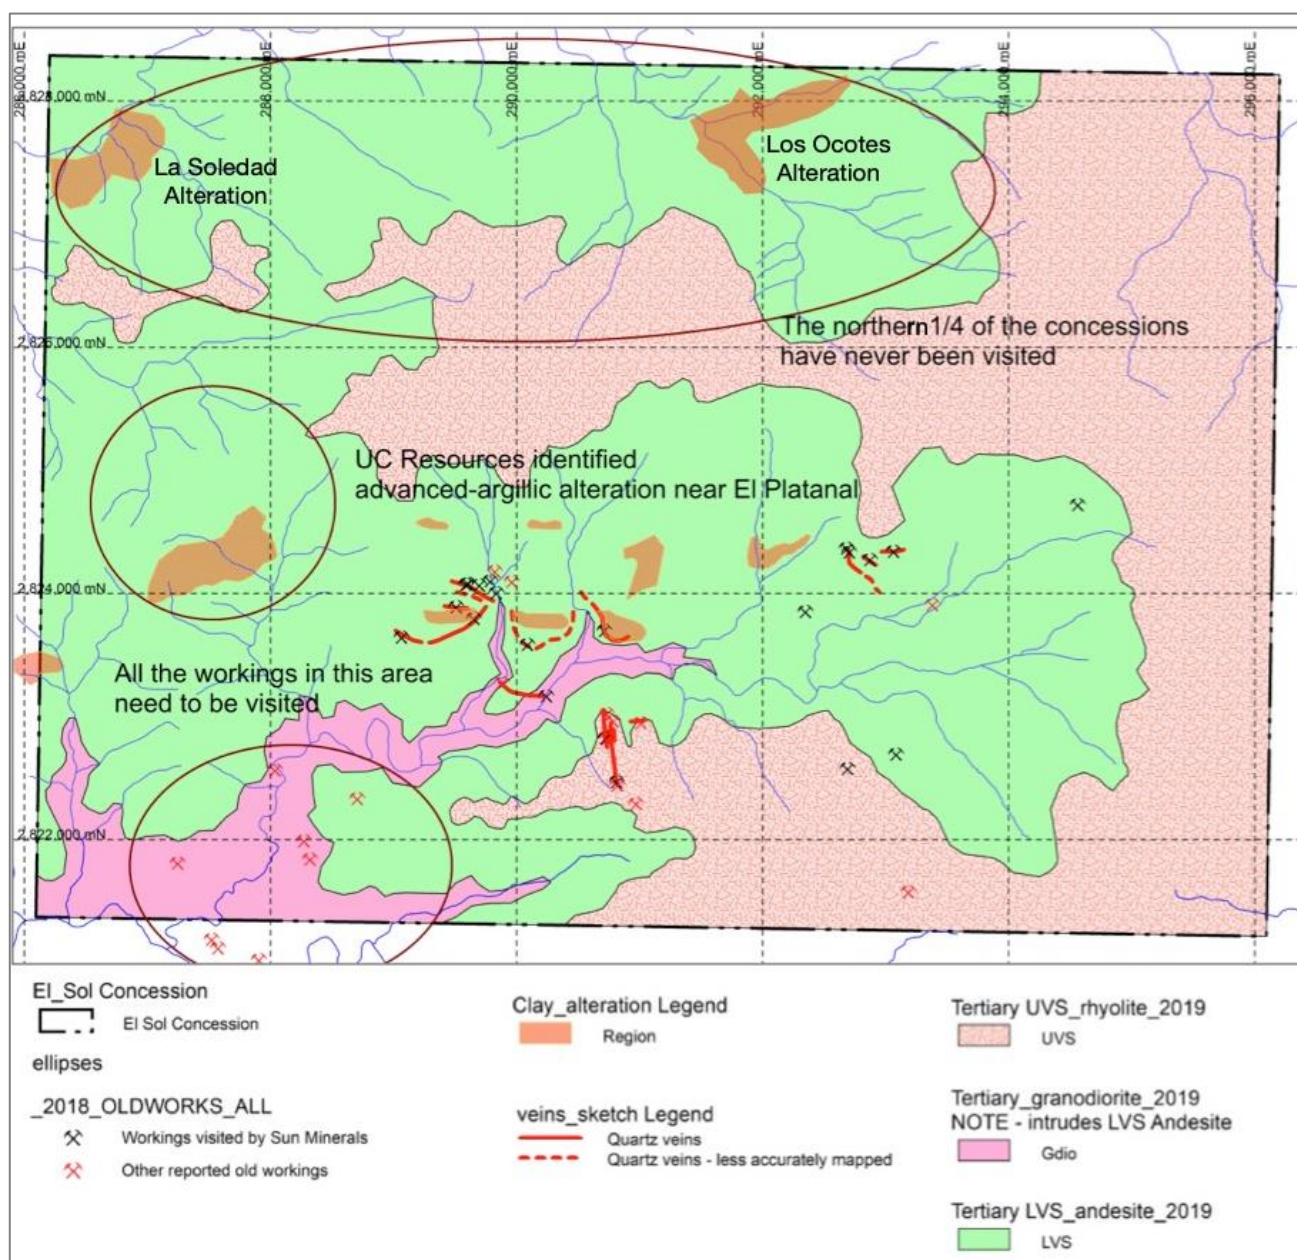 286,000 mE
288,000 mE
290,000 mE
292,000 mE
294,000 mE
296,000 mE
2,828,000 mN
La Soledad
Alteration
Los Ocotes
Alteration
2,826,000 mN
The northern1/4 of the concessions
have never been visited
UC Resources identified
advanced-argillic alteration near El Platanal
2,824,000 mN
All the workings in this area
need to be visited
2,822,000 mN
El_Sol Concession
El Sol Concession
ellipses
_2018_OLDWORKS_ALL
Workings visited by Sun Minerals
Other reported old workings
Clay_alteration Legend
Region
veins_sketch Legend
Quartz veins
Quartz veins - less accurately mapped
Tertiary UVS_rhyolite_2019
UVS
Tertiary_granodiorite_2019
NOTE - intrudes LVS Andesite
Gdio
Tertiary LVS_andesite_2019
LVS